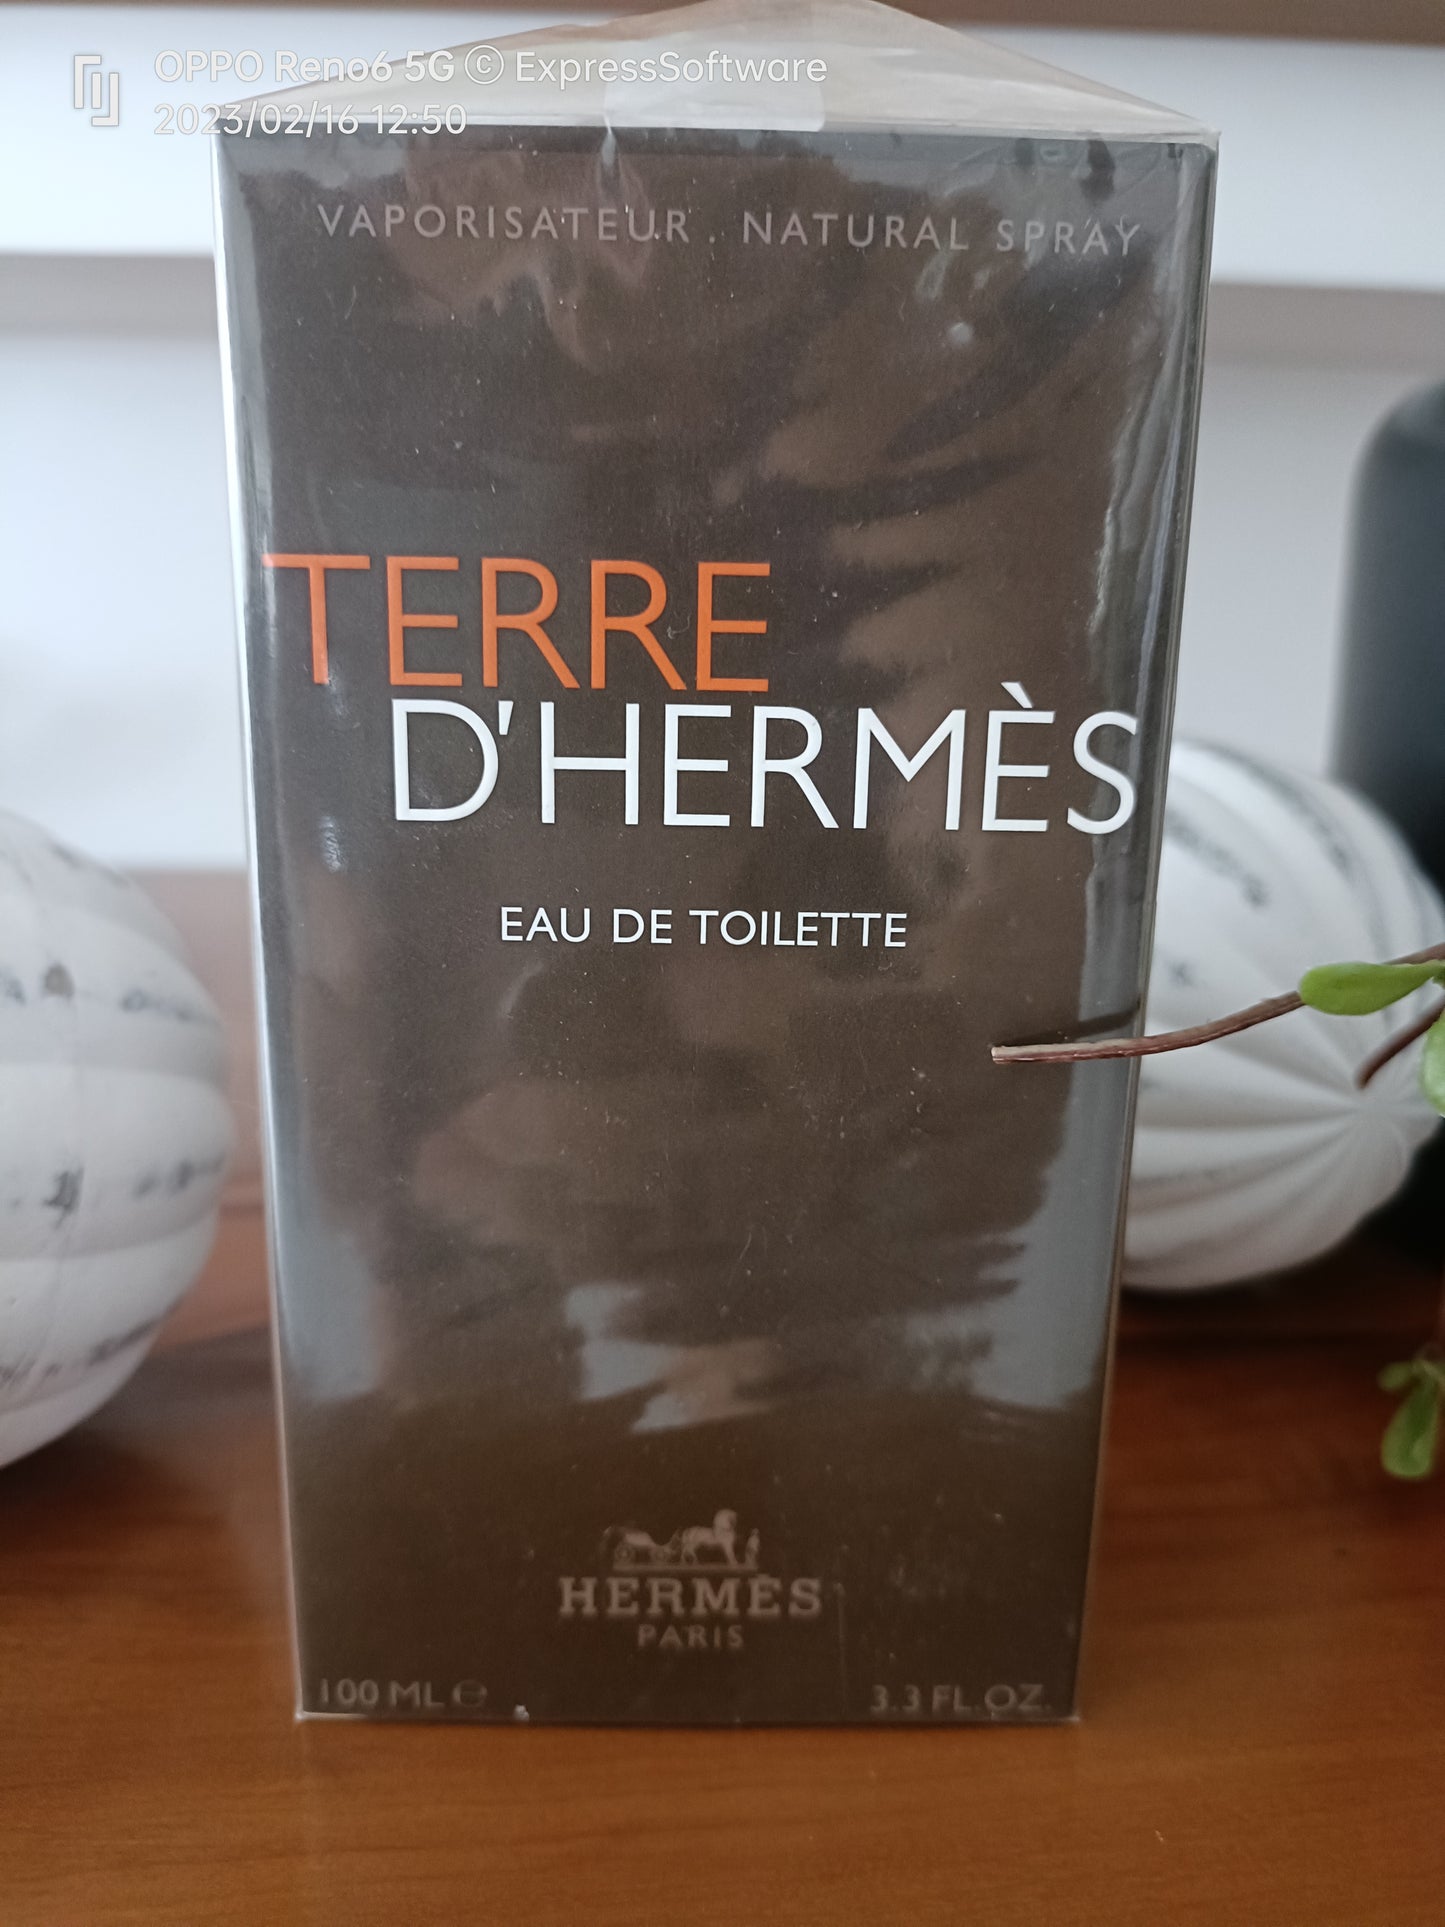 OPPO Reno6 5G © ExpressSoftware
2023/02/16 12:50
VAPORISATEUR . NATURAL SPRAY
TERRE
D'HERMÈS
EAU DE TOILETTE
HERMÈS
PARIS
100 ML e
3.3 FL.OZ.